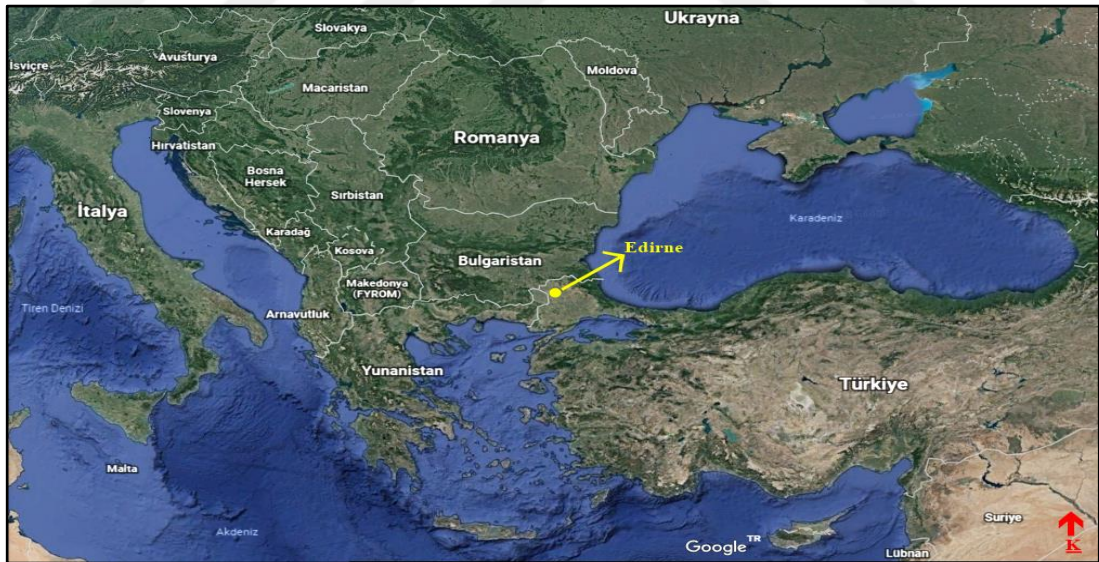 Ukrayna
Slovakya
Avusturya
İsviçre
Moldova
Macaristan
Slovenya
Romanya
Hırvatistan
Bosna
Hersek
Sırbistan
İtalya
Karadeniz
Karadağ
Kosova
Edirne
Bulgaristan
Makedonya
(FYROM)
Tiren Denizi
Arnavutluk
Yunanistan
Türkiye
Malta
Suriye
Akdeniz
Google TR
K
Lübnan